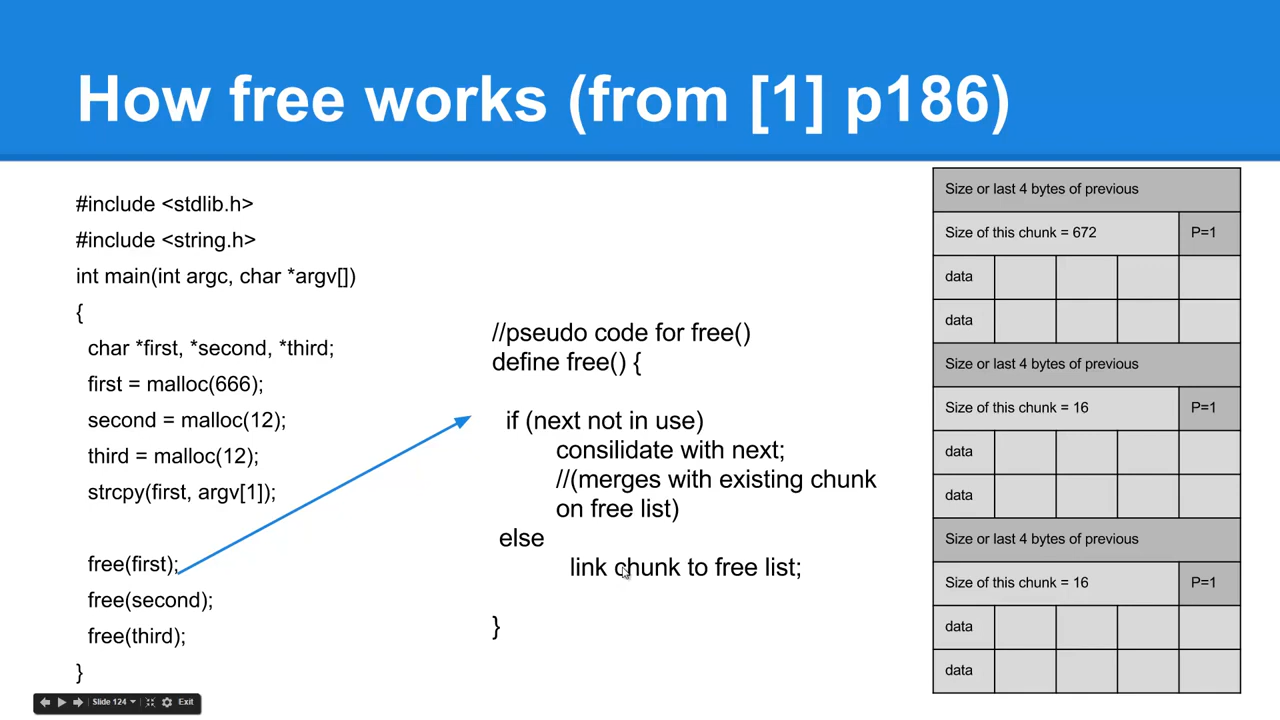 How free works (from [1] p186)
#include <stdlib.h>
#include <string.h>
int main(int argc, char *argv[])
{
char *first, *second, *third;
first = malloc(666);
second = malloc(12);
third = malloc(12);
strcpy(first, argv[1]);
free(first);
free(second);
free(third);
}
//pseudo code for free()
define free() {
if (next not in use)
consilidate with next;
//(merges with existing chunk
on free list)
else
link chunk to free list;
}
Size or last 4 bytes of previous
Size of this chunk = 672 P=1
data
data
Size or last 4 bytes of previous
Size of this chunk = 16 P=1
data
data
Size or last 4 bytes of previous
Size of this chunk = 16 P=1
data
data
Slide 124 Exit